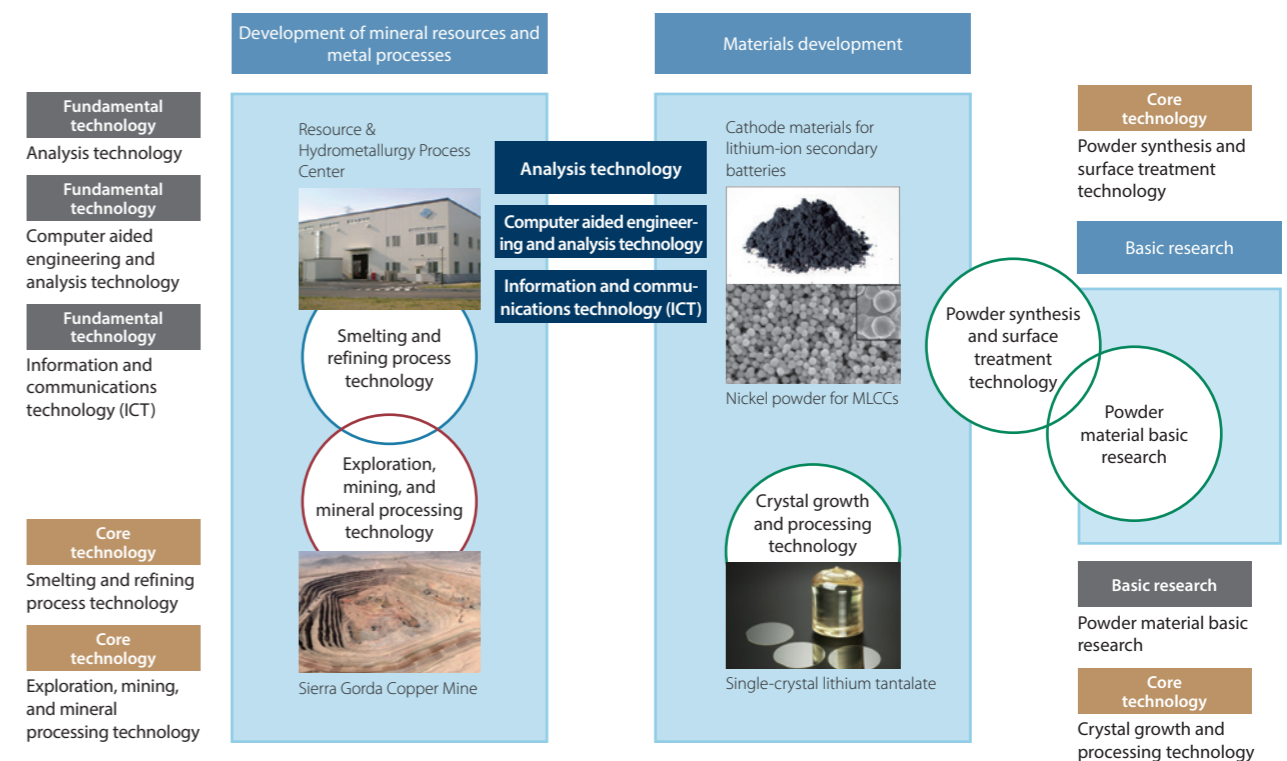 Development of mineral resources and
metal processes
Materials development
Fundamental
technology
Analysis technology
Fundamental
technology
Computer aided
engineering and
analysis technology
Fundamental
technology
Information and
communications
technology (ICT)
Core
technology
Smelting and refining
process technology
Core
technology
Exploration, mining,
and mineral
processing technology
Resource &
Hydrometallurgy Process
Center
Smelting and
refining process
technology
Exploration,
mining, and
mineral processing
technology
Sierra Gorda Copper Mine
Analysis technology
Computer aided engineer-
ing and analysis technology
Information and commu-
nications technology (ICT)
Cathode materials for
lithium-ion secondary
batteries
Nickel powder for MLCCs
Crystal growth
and processing
technology
Single-crystal lithium tantalate
Powder synthesis
and surface
treatment
technology
Powder
material basic
research
Core
technology
Powder synthesis and
surface treatment
technology
Basic research
Basic research
Powder material basic
research
Core
technology
Crystal growth and
processing technology